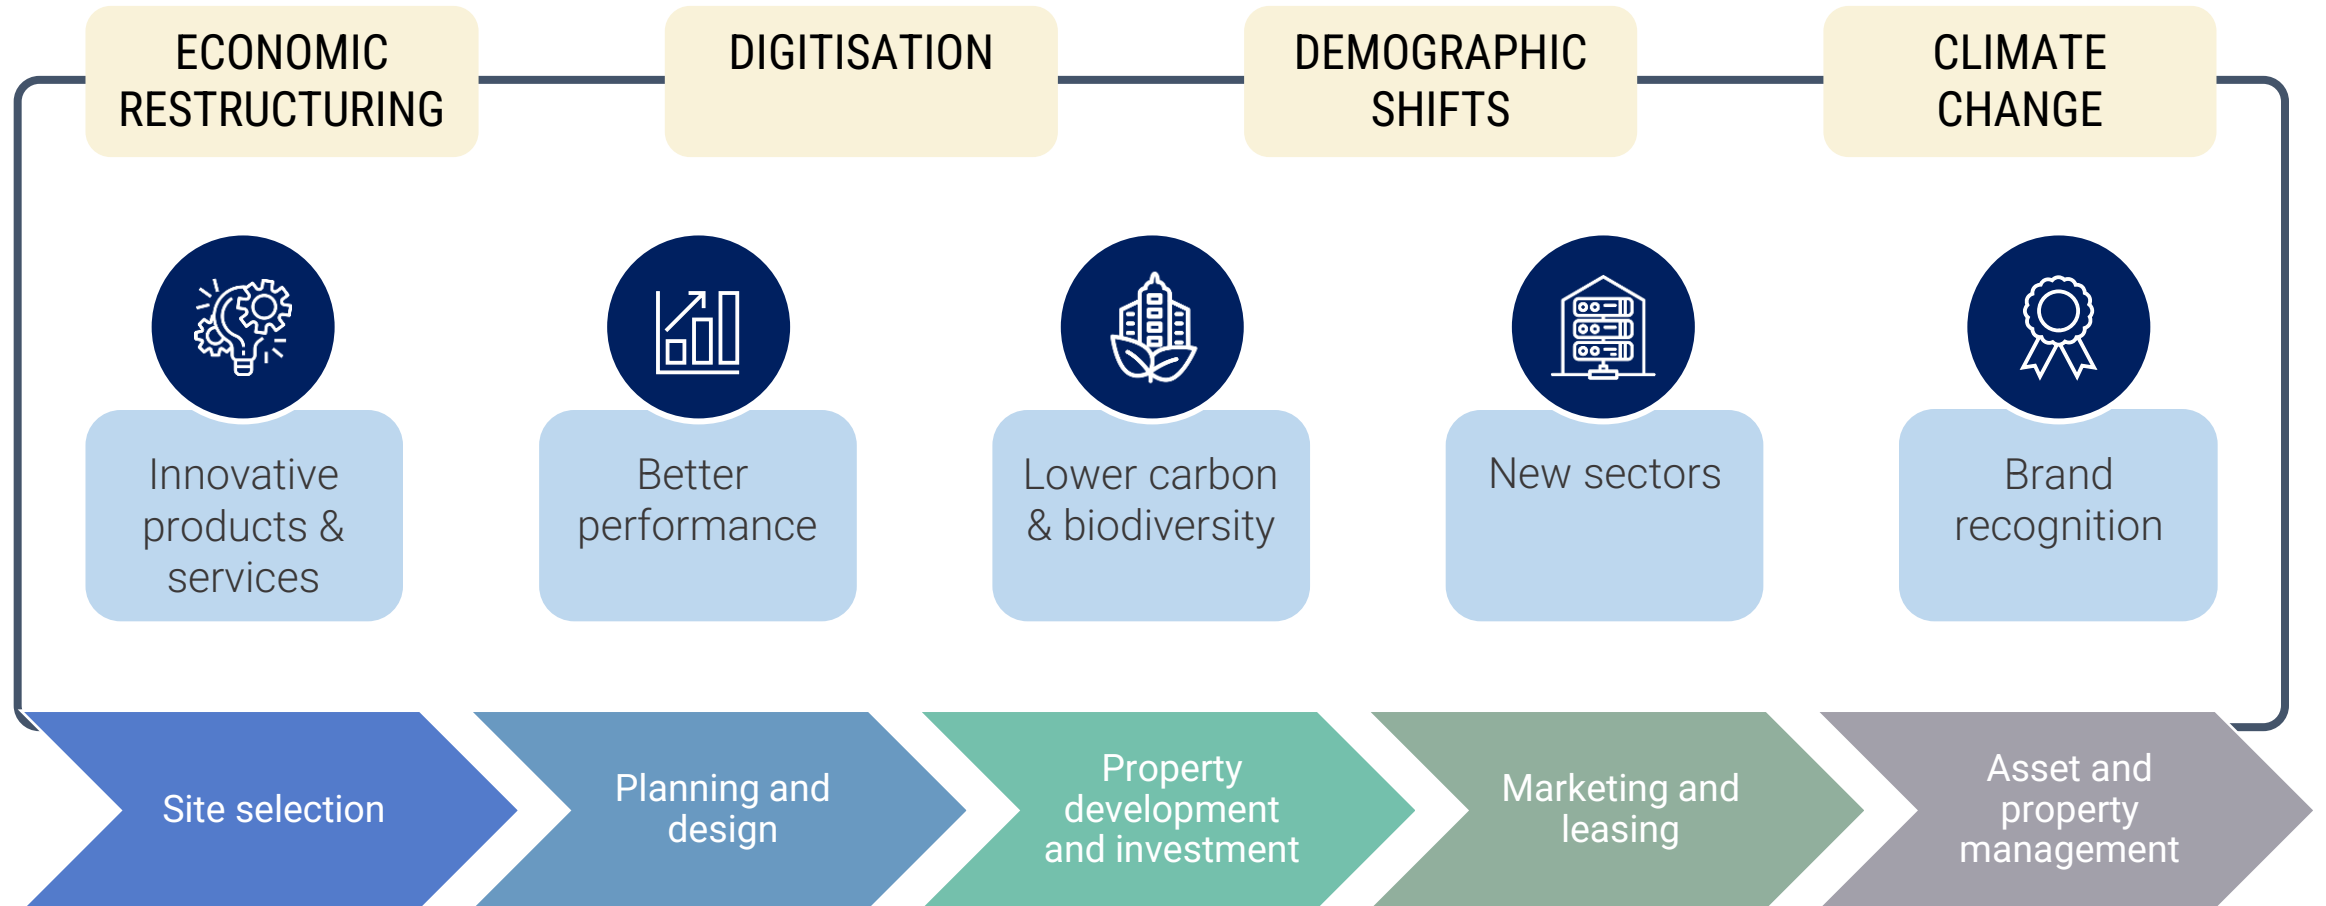 ECONOMIC
RESTRUCTURING
DIGITISATION
DEMOGRAPHIC
SHIFTS
CLIMATE
CHANGE
Innovative
products &
services
Better
performance
Lower carbon
& biodiversity
New sectors
Brand
recognition
Site selection
Planning and
design
Property
development
and investment
Marketing and
leasing
Asset and
property
management